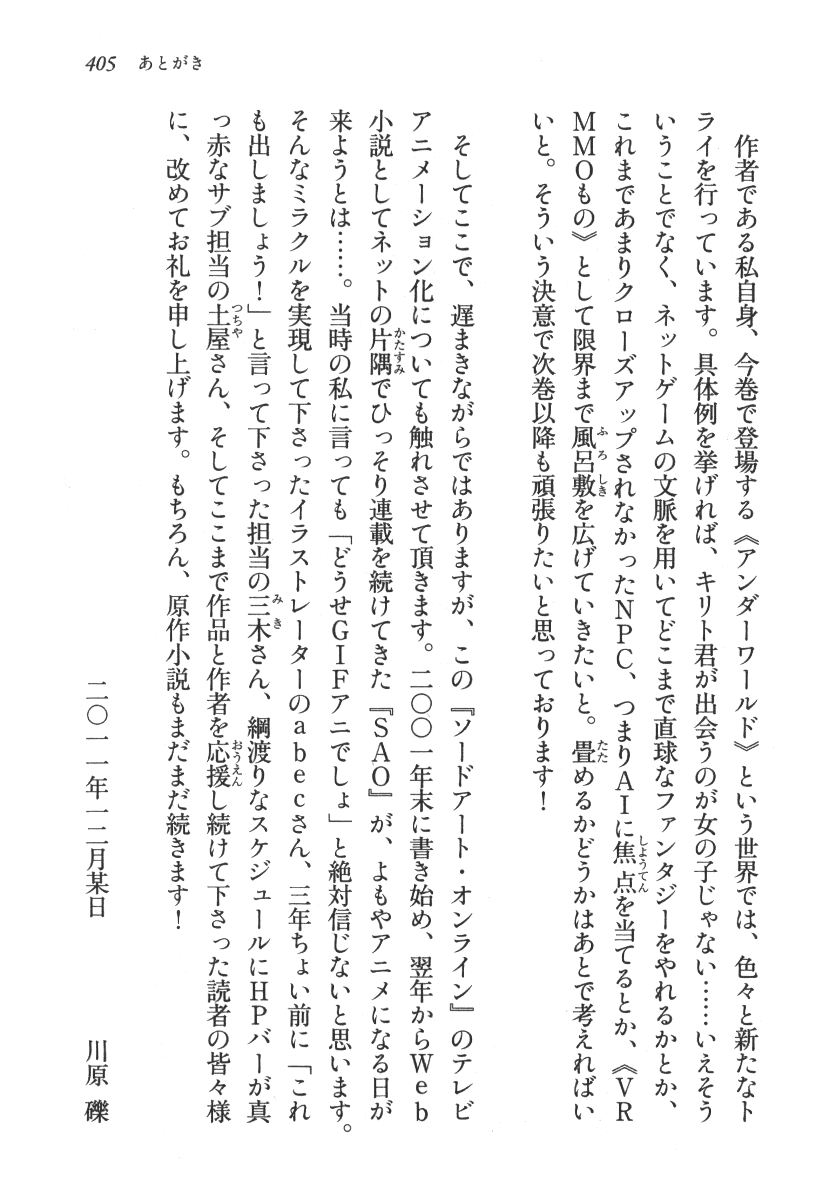 405 あとがき
作者である私自身、今巻で登場する《アンダーワールド》という世界では、色々と新たなト
ライを行っています。具体例を挙げれば、キリト君が出会うのが女の子じゃない……いえそう
いうことでなく、ネットゲームの文脈を用いてどこまで直球なファンタジーをやれるかとか、
これまであまりクローズアップされなかったNPC、つまりAIに焦点を当てるとか、《VR
MMOもの》として限界まで風呂敷を広げていきたいと。畳めるかどうかはあとで考えればい
いと。そういう決意で次巻以降も頑張りたいと思っております！
そしてここで、遅まきながらではありますが、この『ソードアート・オンライン』のテレビ
アニメーション化についても触れさせて頂きます。二〇〇一年末に書き始め、翌年からWeb
小説としてネットの片隅でひっそり連載を続けてきた『SAO』が、よもやアニメになる日が
来ようとは……。当時の私に言っても「どうせGIFアニでしょ」と絶対信じないと思います。
そんなミラクルを実現して下さったイラストレーターのabecさん、三年ちょい前に「これ
も出しましょう！」と言って下さった担当の三木さん、綱渡りなスケジュールにHPバーが真
っ赤なサブ担当の土屋さん、そしてここまで作品と作者を応援し続けて下さった読者の皆々様
に、改めてお礼を申し上げます。もちろん、原作小説もまだまだ続きます！
二〇一一年一二月某日　川原 礫